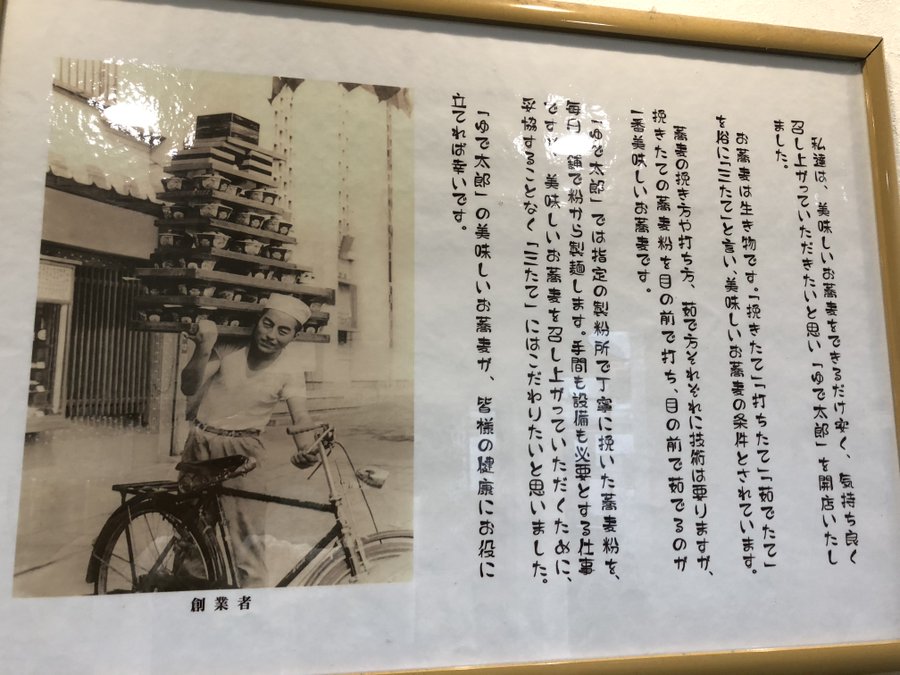 私達は、美味しいお蕎麦をできるだけ安く、気持ち良く
召し上がっていただきたいと思い「ゆで太郎」を開店いたし
ました。
お蕎麦は生き物です。「挽きたて」「打ちたて」「茹でたて」
を俗に「三たて」と言い、美味しいお蕎麦の条件とされています。
蕎麦の挽き方や打ち方、茹で方それぞれに技術は要りますが、
挽きたての蕎麦粉を目の前で打ち、目の前で茹でるのが
一番美味しいお蕎麦です。
「ゆで太郎」では指定の製粉所で丁寧に挽いた蕎麦粉を、
毎日店舗で粉から製麺します。手間も設備も必要とする仕事
ですが、美味しいお蕎麦を召し上がっていただくために、
妥協することなく「三たて」にはこだわりたいと思いました。
「ゆで太郎」の美味しいお蕎麦が、皆様の健康にお役に
立てれば幸いです。
創業者